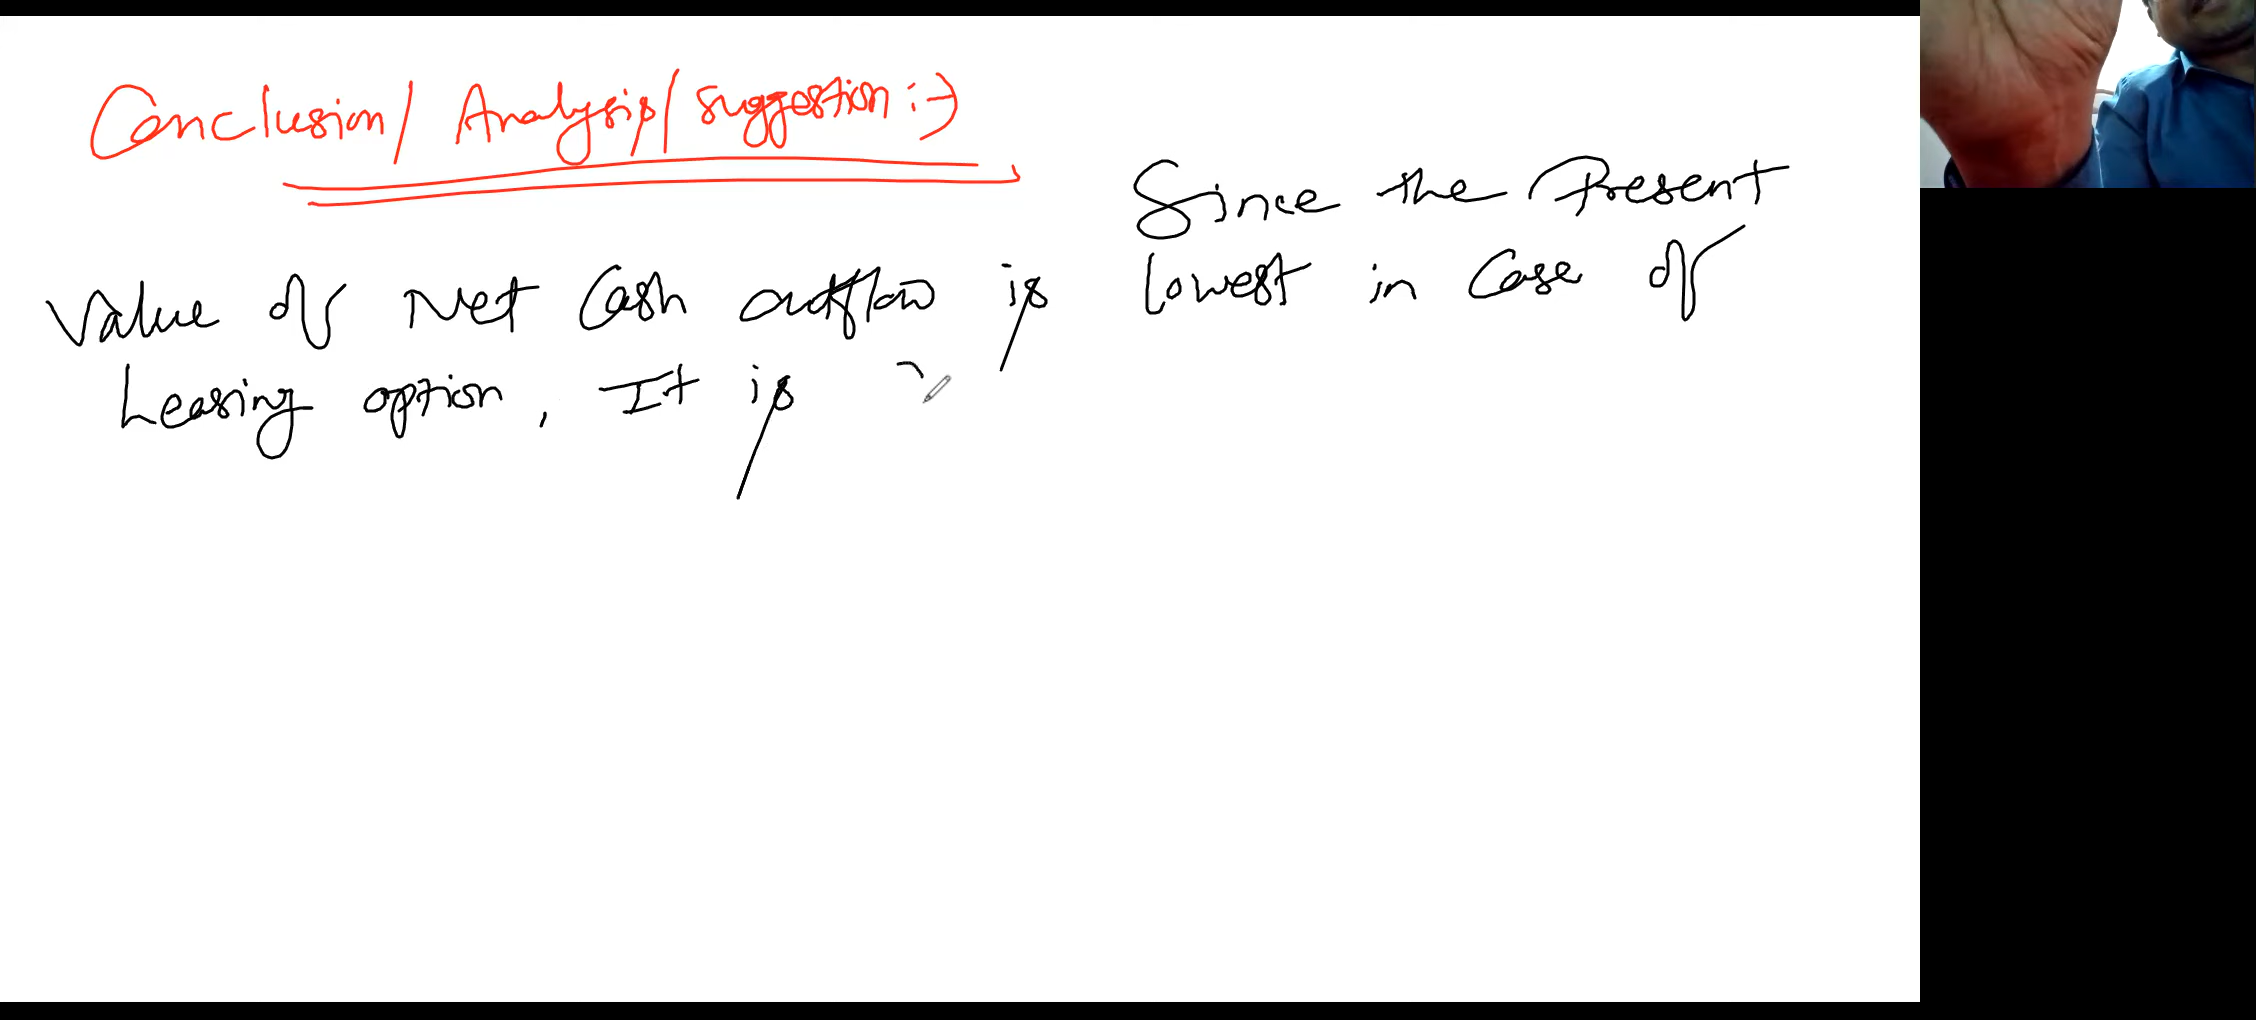 Conclusion/ Analysis/ suggestion :→
Since the Present
Value of Net Cash outflow is lowest in Case of
Leasing option, It is